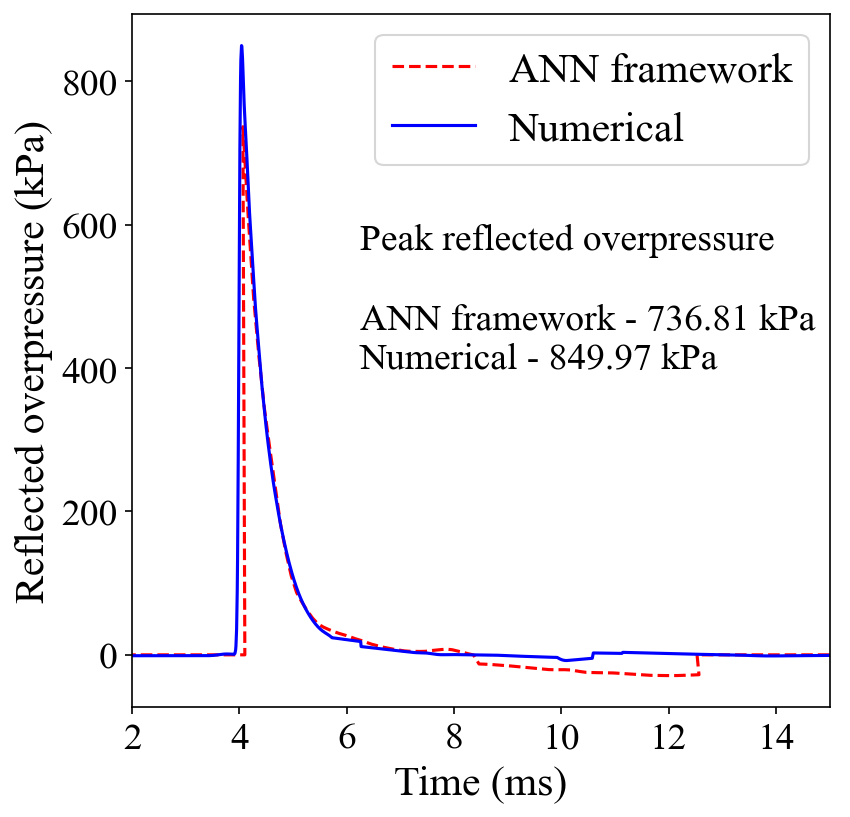 ANN framework
Numerical
Peak reflected overpressure
ANN framework - 736.81 kPa
Numerical - 849.97 kPa
Reflected overpressure (kPa)
800
600
400
200
0
2 4 6 8 10 12 14
Time (ms)